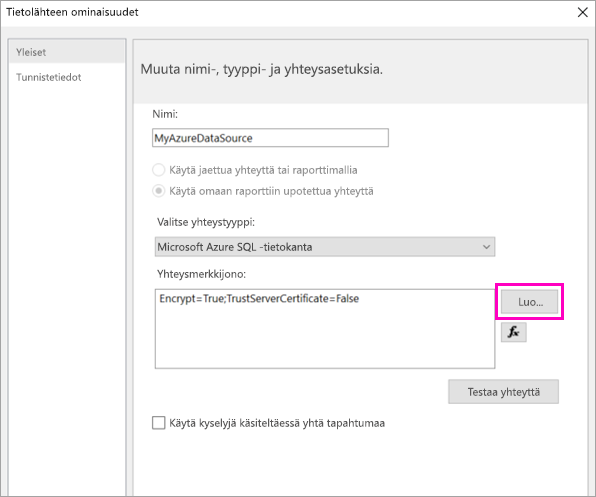 Tietolähteen ominaisuudet
Yleiset
Tunnistetiedot
Muuta nimi-, tyyppi- ja yhteysasetuksia.
Nimi:
MyAzureDataSource
Käytä jaettua yhteyttä tai raporttimallia
Käytä omaan raporttiin upotettua yhteyttä
Valitse yhteystyyppi:
Microsoft Azure SQL -tietokanta
Yhteysmerkkijono:
Encrypt=True;TrustServerCertificate=False
Luo...
fx
Testaa yhteyttä
Käytä kyselyjä käsiteltäessä yhtä tapahtumaa